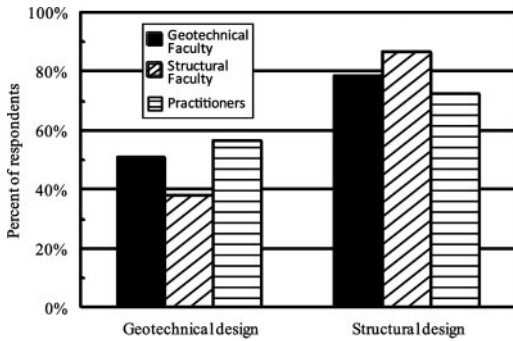 100%
80%
60%
40%
20%
0%
Percent of respondents
Geotechnical
Faculty
Structural
Faculty
Practitioners
Geotechnical design
Structural design